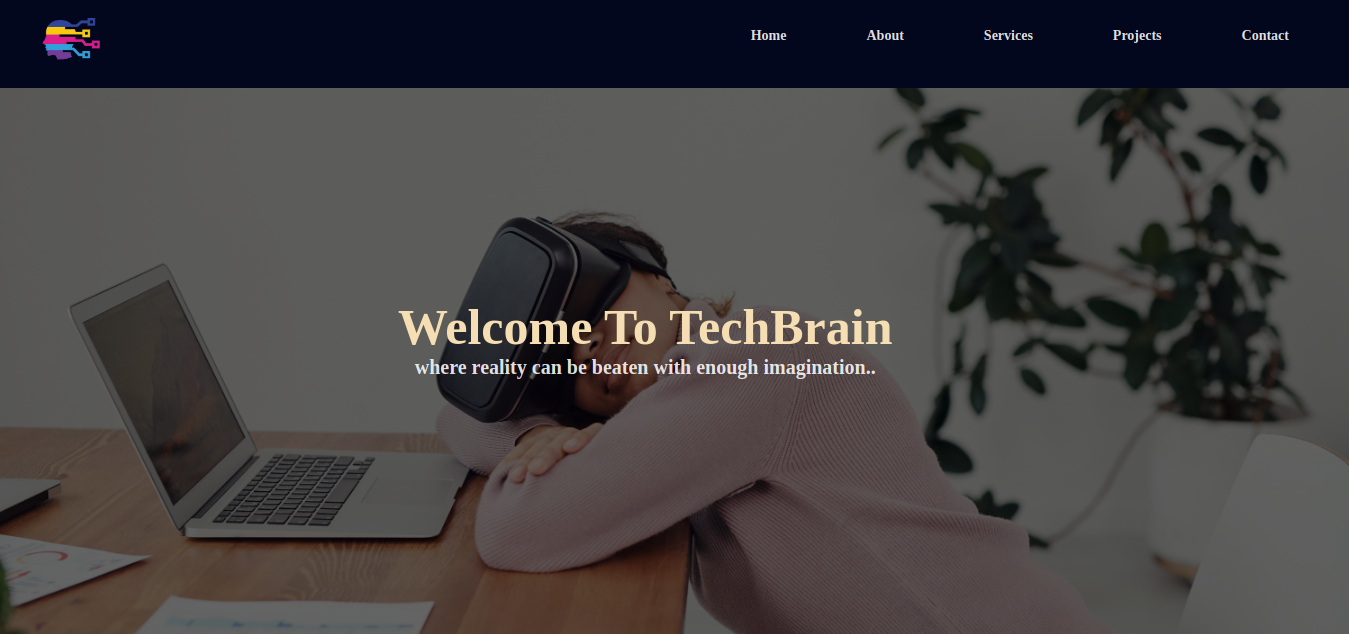 Home About Services Projects Contact
Welcome To TechBrain
where reality can be beaten with enough imagination..